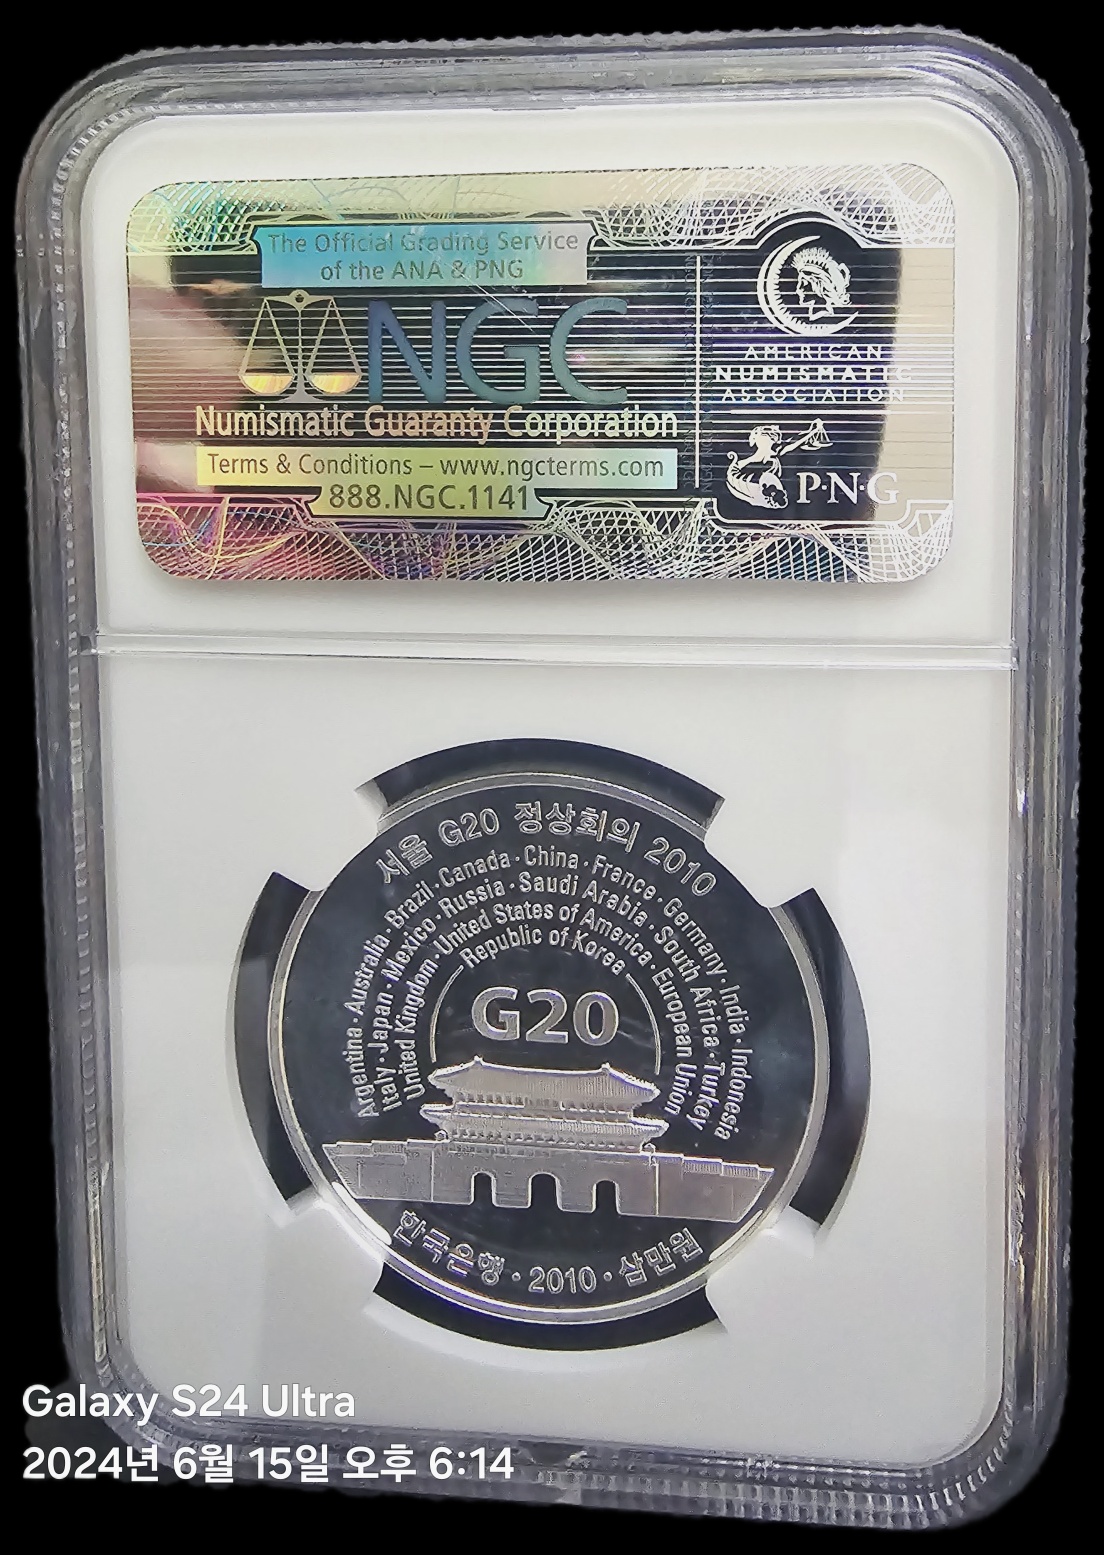 The Official Grading Service
of the ANA & PNG
NGC
Numismatic Guaranty Corporation
Terms & Conditions – www.ngcterms.com
888.NGC.1141
AMERICAN
NUMISMATIC
ASSOCIATION
P·N·G
서울 G20 정상회의 2010
Argentina · Australia · Brazil · Canada · China · France · Germany · India · Indonesia
Italy · Japan · Mexico · Russia · Saudi Arabia · South Africa · Turkey
United Kingdom · United States of America · European Union
Republic of Korea
G20
한국은행 · 2010 · 삼만원
Galaxy S24 Ultra
2024년 6월 15일 오후 6:14